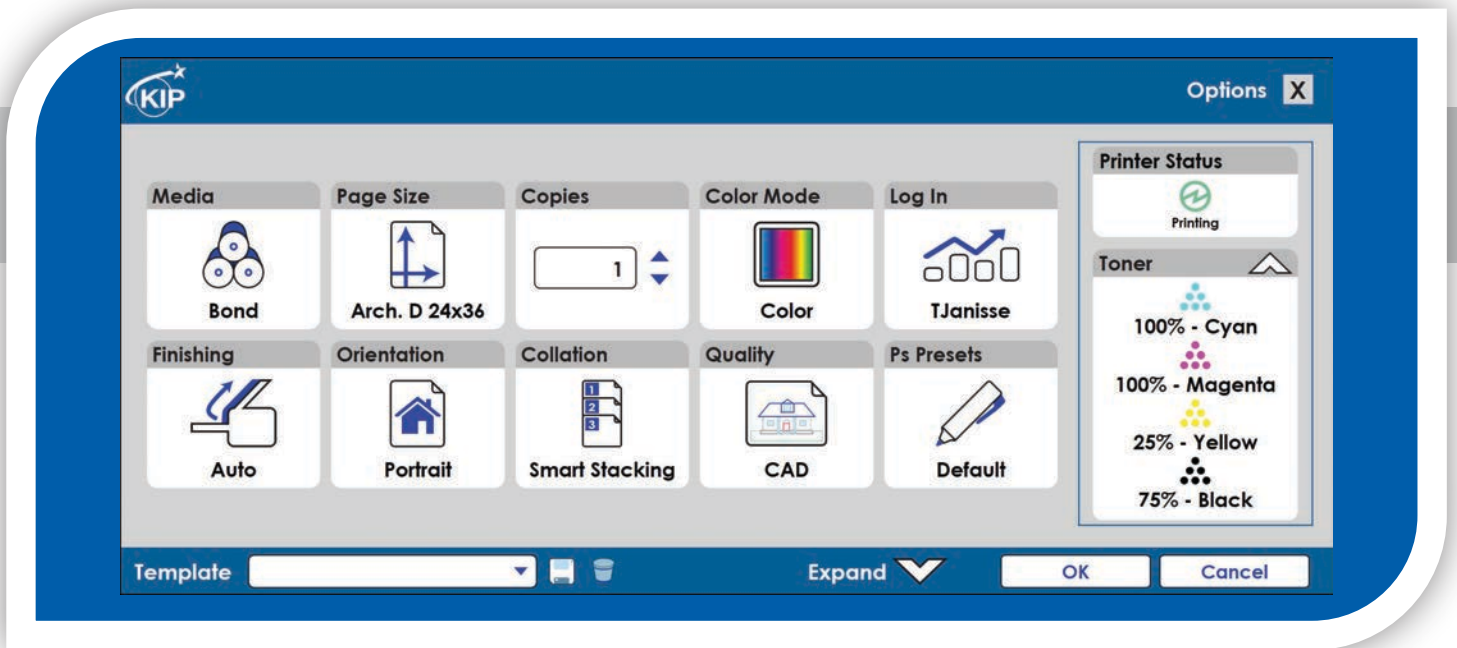 KIP
Options X
Media
Bond
Page Size
Arch. D 24x36
Copies
1
Color Mode
Color
Log In
TJanisse
Finishing
Auto
Orientation
Portrait
Collation
1
2
3
Smart Stacking
Quality
CAD
Ps Presets
Default
Printer Status
Printing
Toner
100% - Cyan
100% - Magenta
25% - Yellow
75% - Black
Template
Expand
OK
Cancel